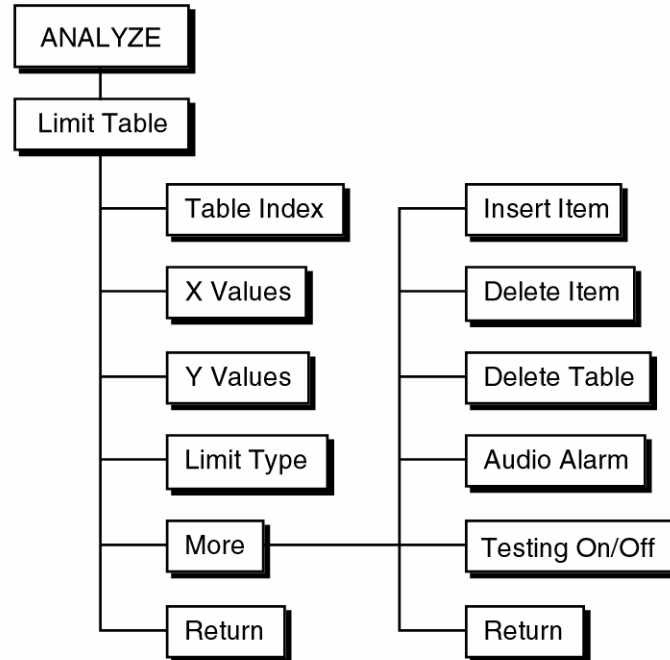 ANALYZE
Limit Table
Table Index
X Values
Y Values
Limit Type
More
Return
Insert Item
Delete Item
Delete Table
Audio Alarm
Testing On/Off
Return